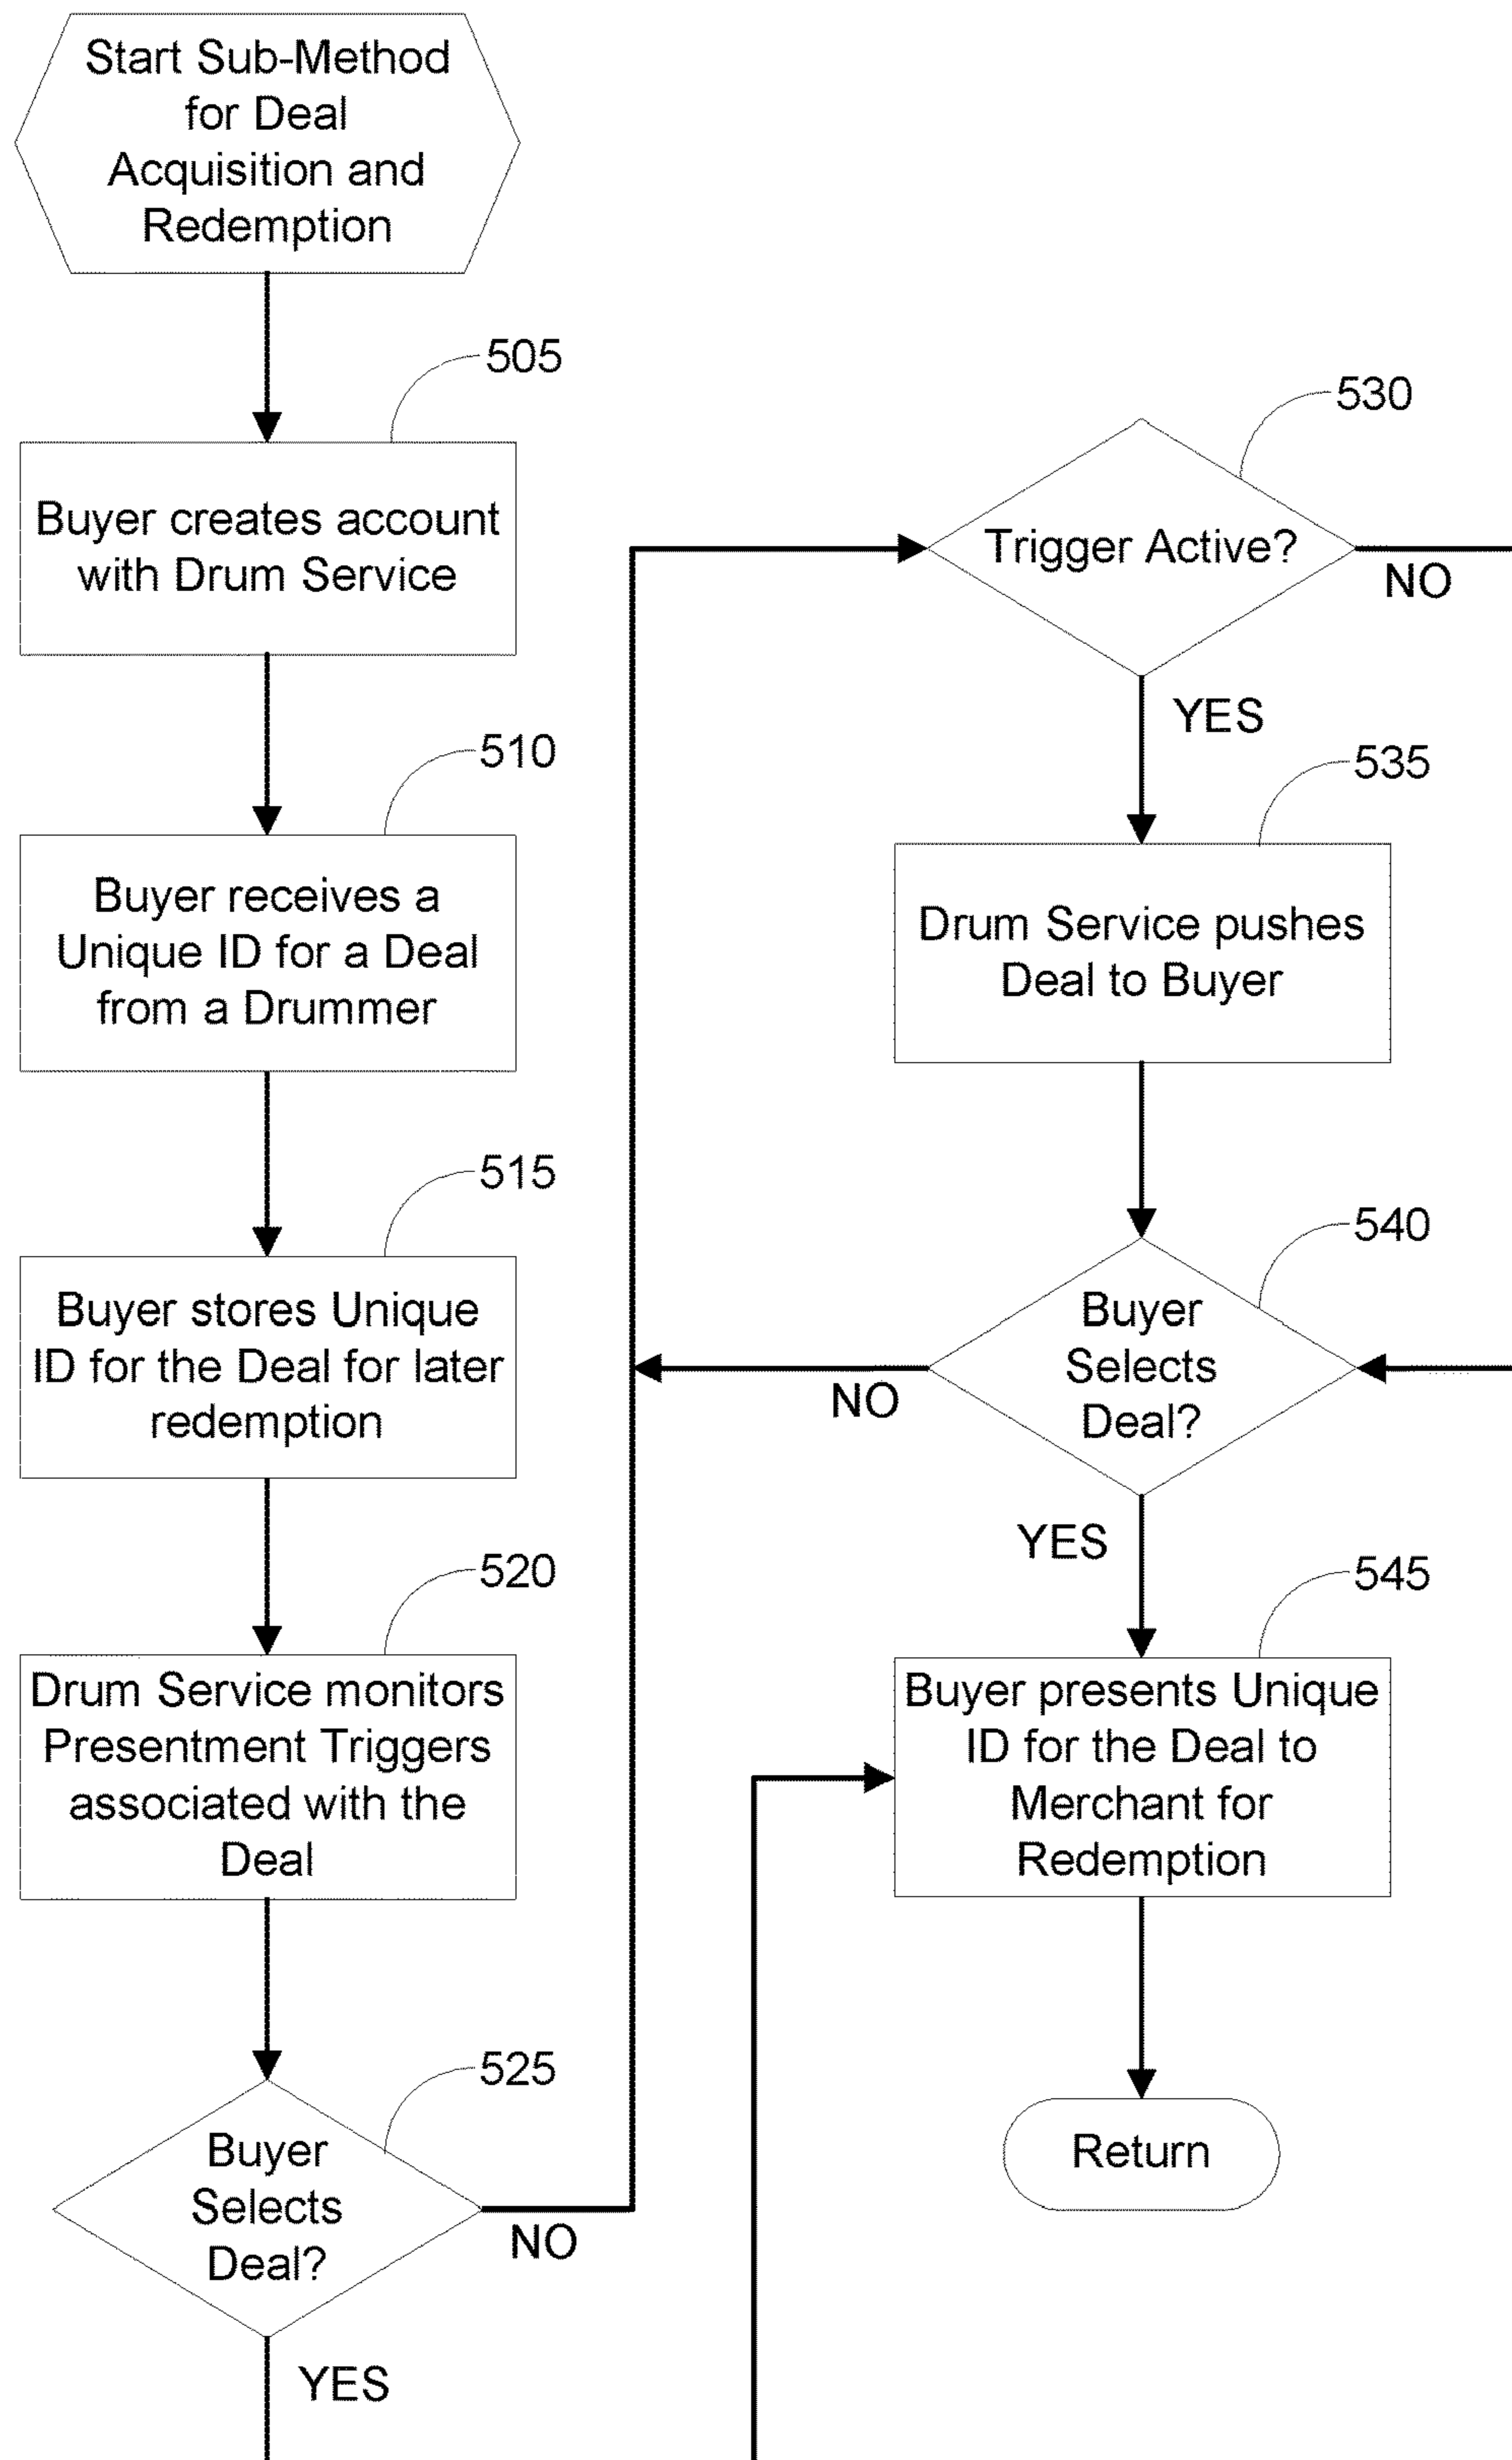 Start Sub-Method
for Deal
Acquisition and
Redemption
505
Buyer creates account
with Drum Service
510
Buyer receives a
Unique ID for a Deal
from a Drummer
515
Buyer stores Unique
ID for the Deal for later
redemption
520
Drum Service monitors
Presentment Triggers
associated with the
Deal
525
Buyer
Selects
Deal?
NO
YES
530
Trigger Active?
NO
YES
535
Drum Service pushes
Deal to Buyer
540
Buyer
Selects
Deal?
NO
YES
545
Buyer presents Unique
ID for the Deal to
Merchant for
Redemption
Return